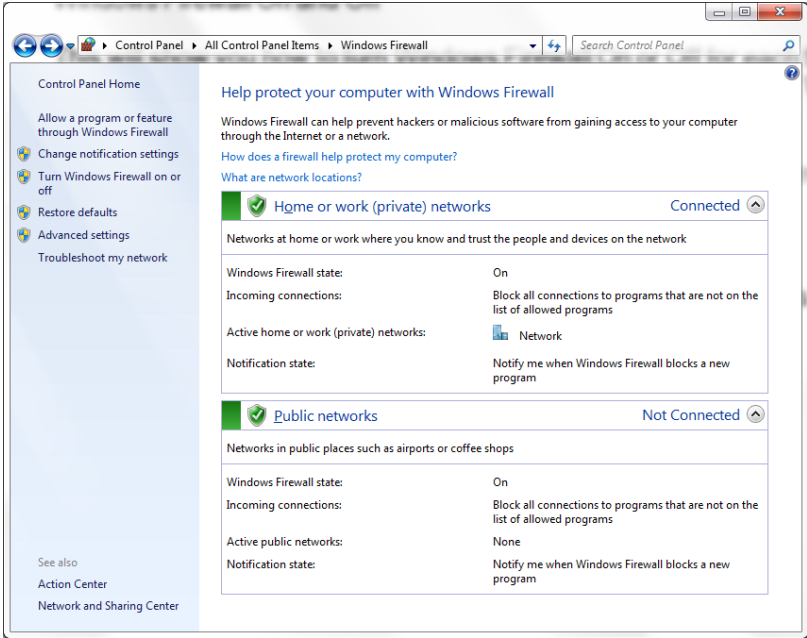 Windows Firewall On and Off
Control Panel All.Control Panel Items Windows Firewall
Search Control Panel
Control Panel Home
Allow a program or feature
through Windows Firewall
Change notification settings
Turn Windows Firewall on or
off
Restore defaults
Advanced settings
Troubleshoot my network
See also
Action Center
Network and Sharing Center
Help protect your computer with Windows Firewall
Windows Firewall can help prevent hackers or malicious software from gaining access to your computer
through the Internet or a network.
How does a firewall help protect my computer?
What are network locations?
Home or work (private) networks Connected
Networks at home or work where you know and trust the people and devices on the network
Windows Firewall state: On
Incoming connections: Block all connections to programs that are not on the
list of allowed programs
Active home or work (private) networks: Network
Notification state: Notify me when Windows Firewall blocks a new
program
Public networks Not Connected
Networks in public places such as airports or coffee shops
Windows Firewall state: On
Incoming connections: Block all connections to programs that are not on the
list of allowed programs
Active public networks: None
Notification state: Notify me when Windows Firewall blocks a new
program